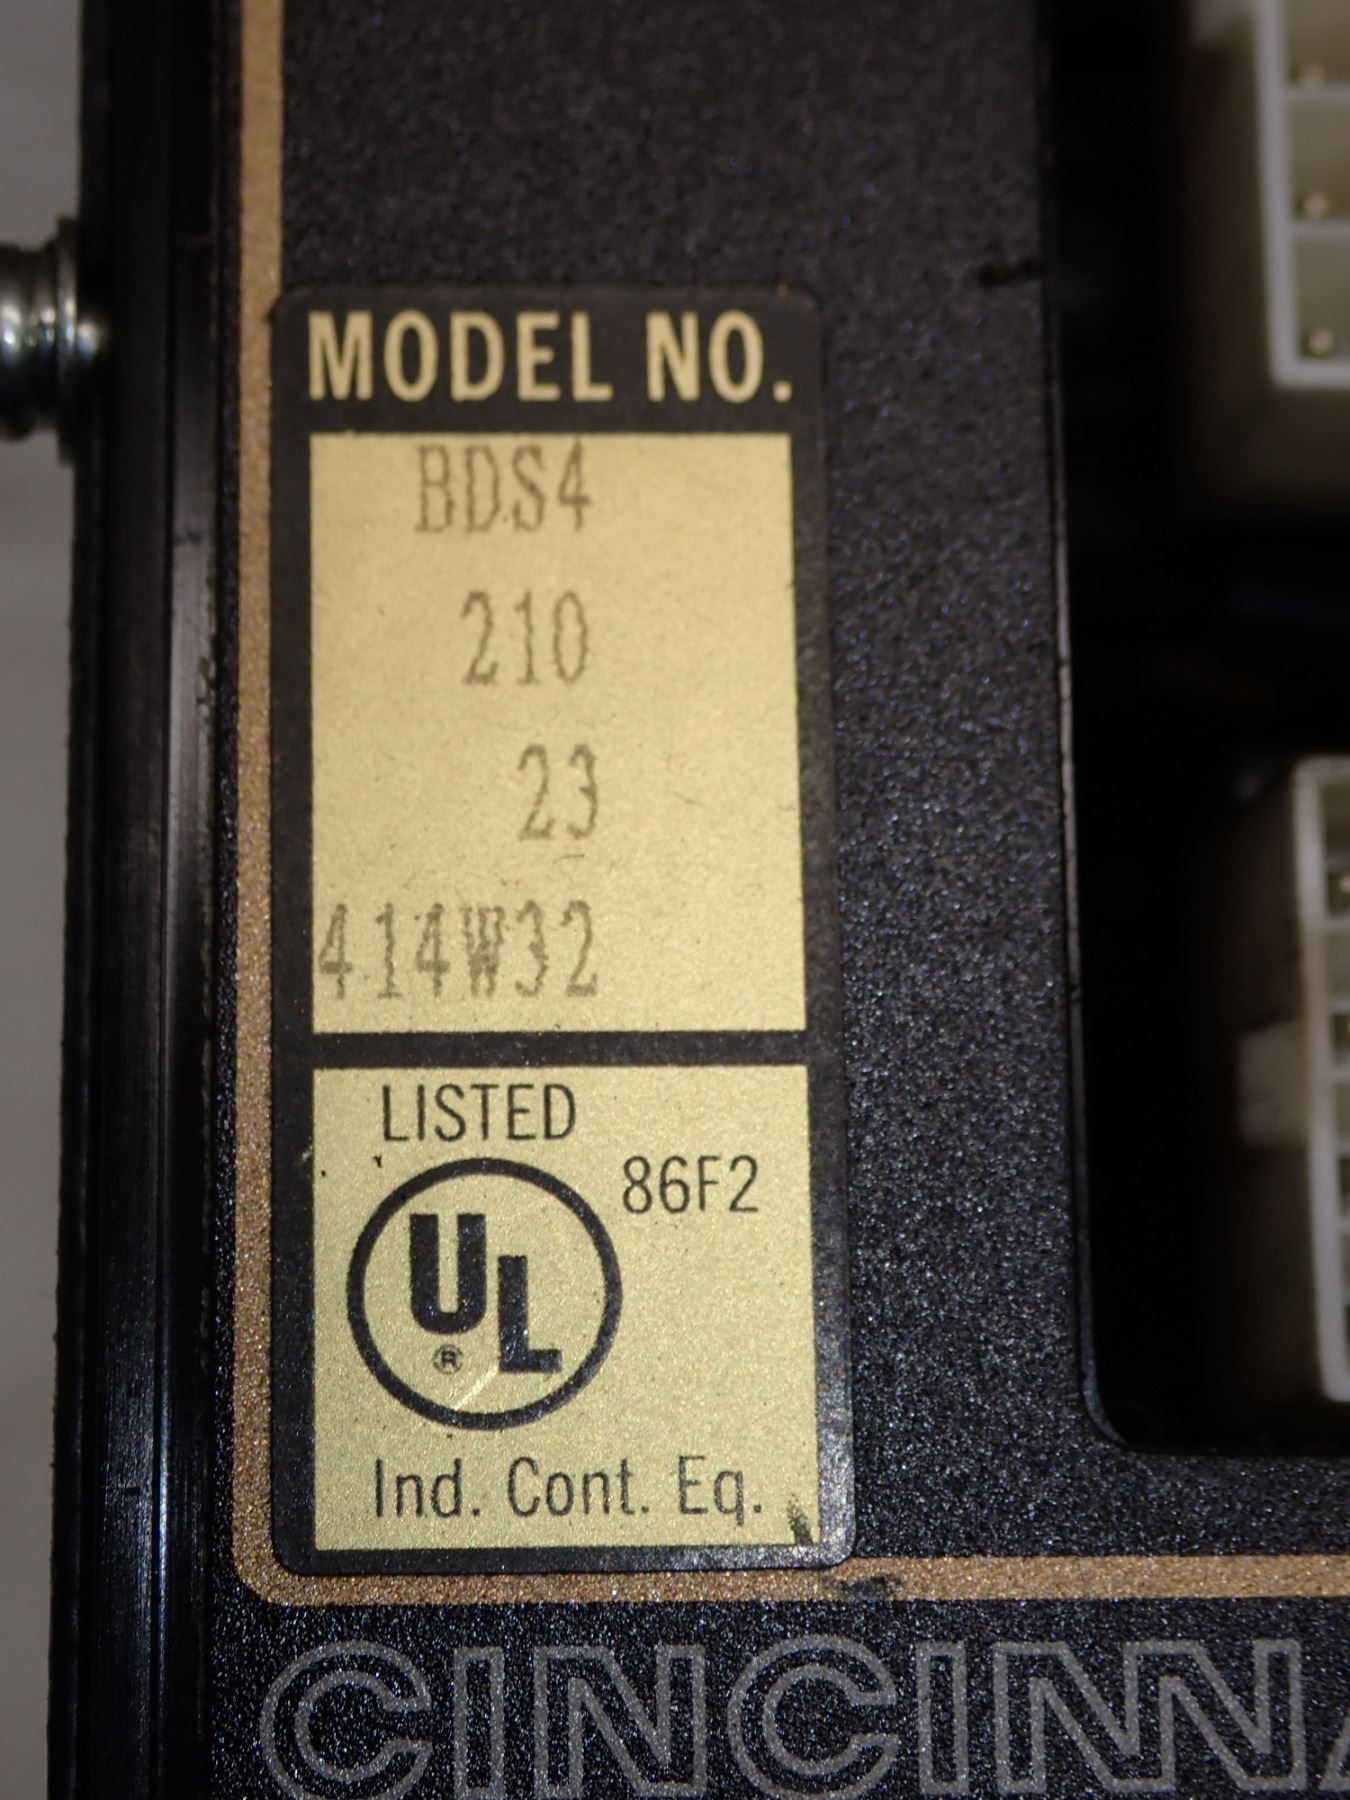 MODEL NO.
BDS4
210
23
414W32
LISTED
86F2
UL
®
Ind. Cont. Eq.
CINCINNA